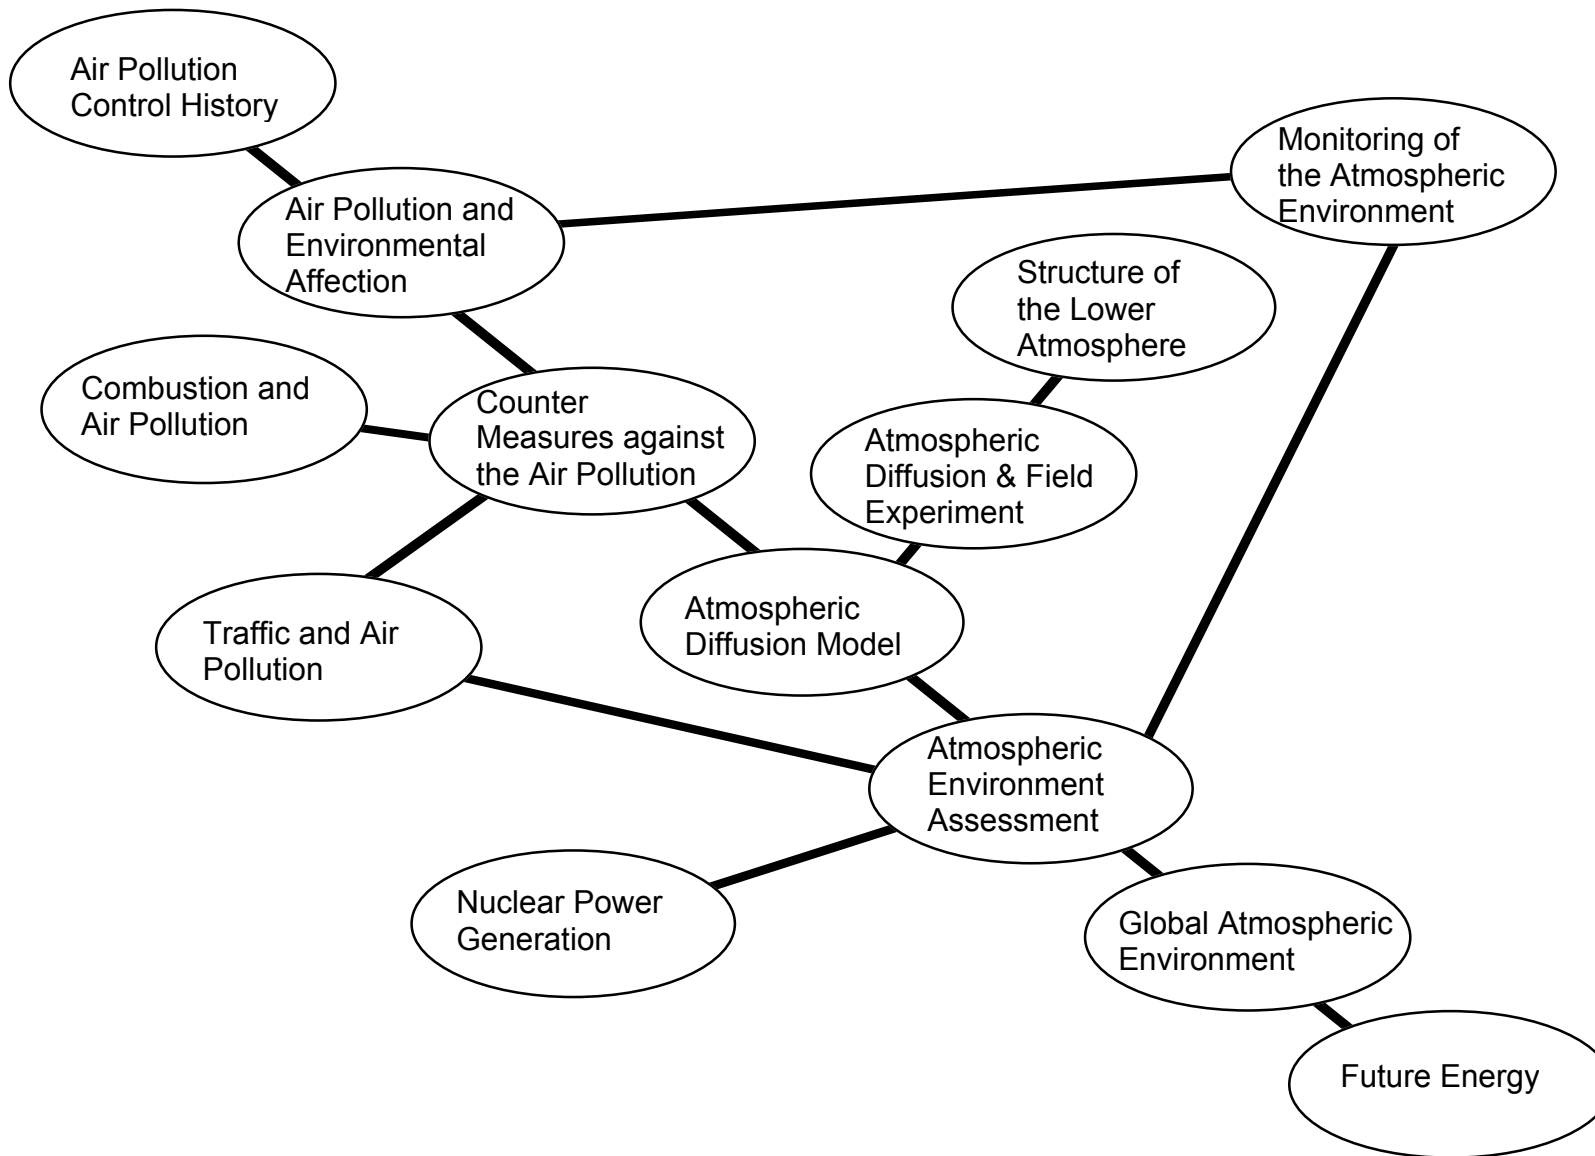 Air Pollution
Control History
Monitoring of
the Atmospheric
Environment
Air Pollution and
Environmental
Affection
Structure of
the Lower
Atmosphere
Combustion and
Air Pollution
Counter
Measures against
the Air Pollution
Atmospheric
Diffusion & Field
Experiment
Traffic and Air
Pollution
Atmospheric
Diffusion Model
Atmospheric
Environment
Assessment
Nuclear Power
Generation
Global Atmospheric
Environment
Future Energy